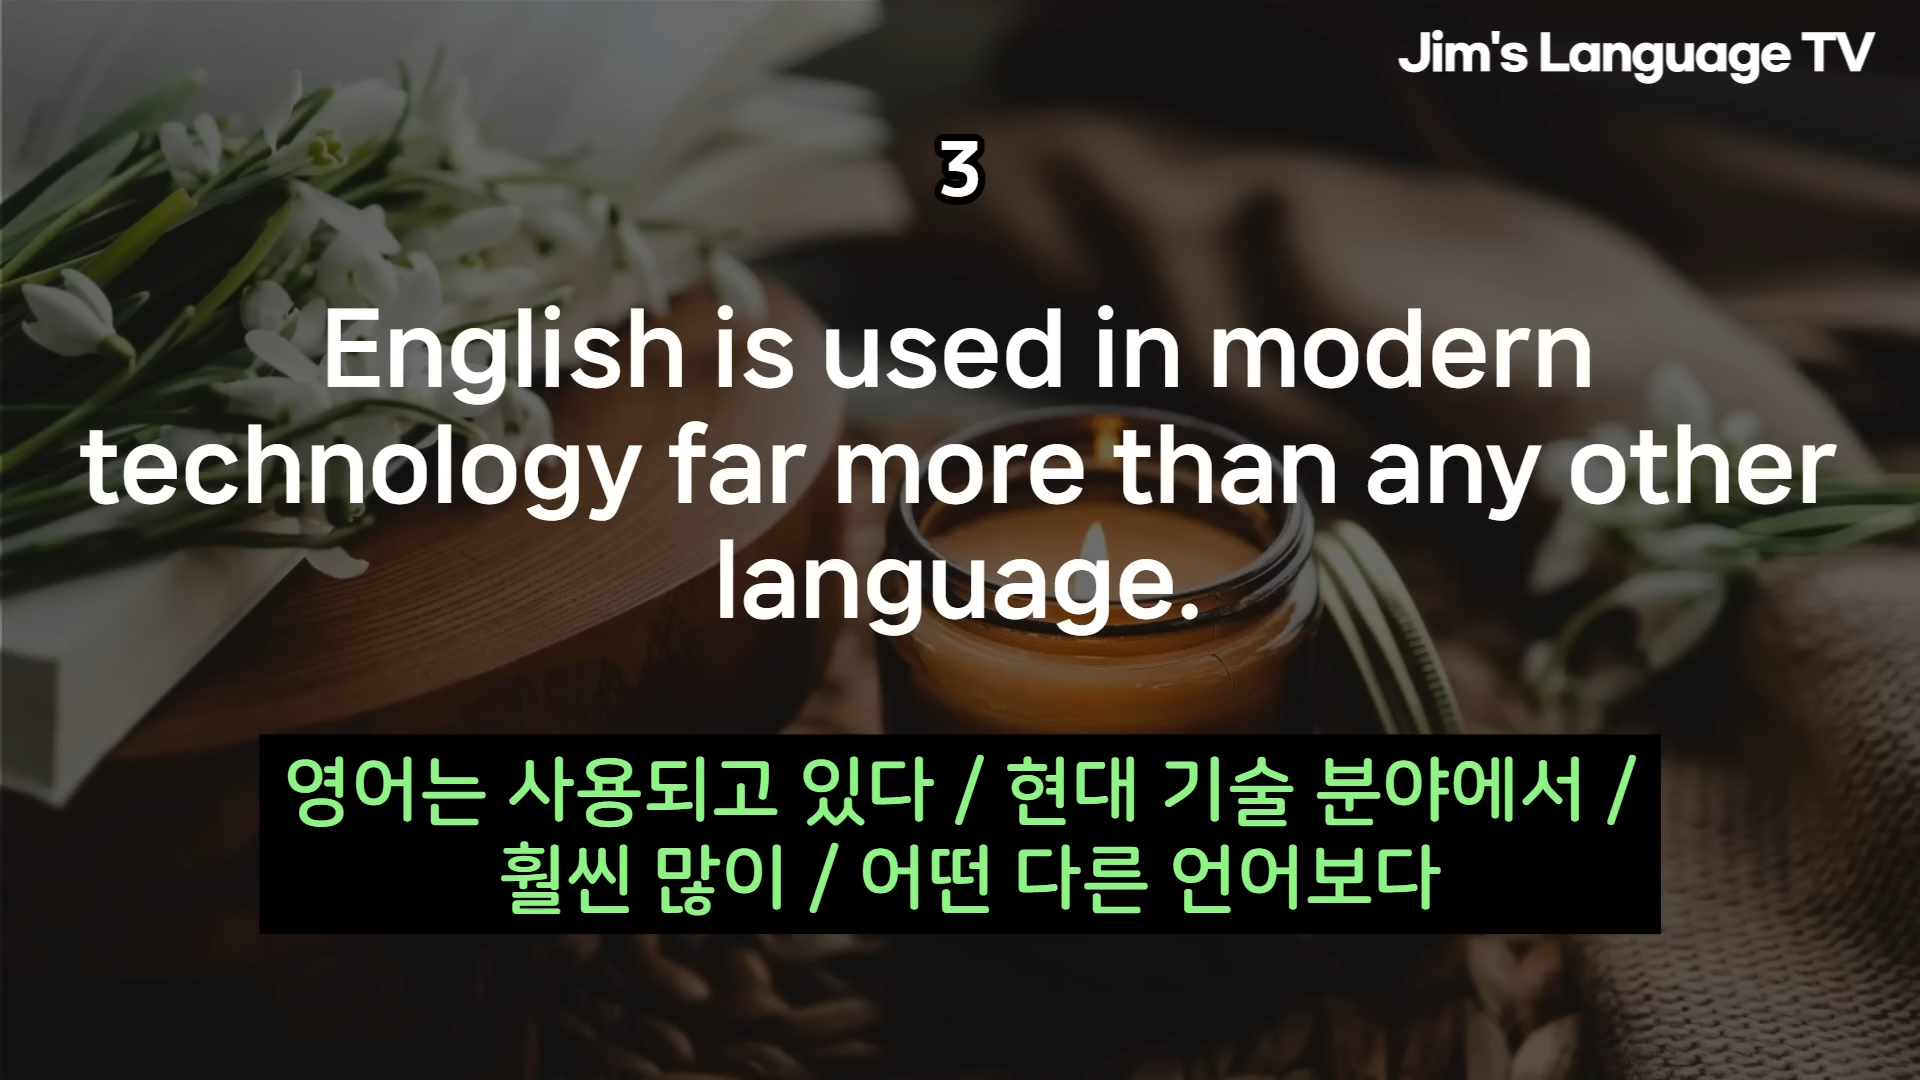 Jim's Language TV
3
English is used in modern
technology far more than any other
language.
영어는 사용되고 있다 / 현대 기술 분야에서 /
훨씬 많이 / 어떤 다른 언어보다